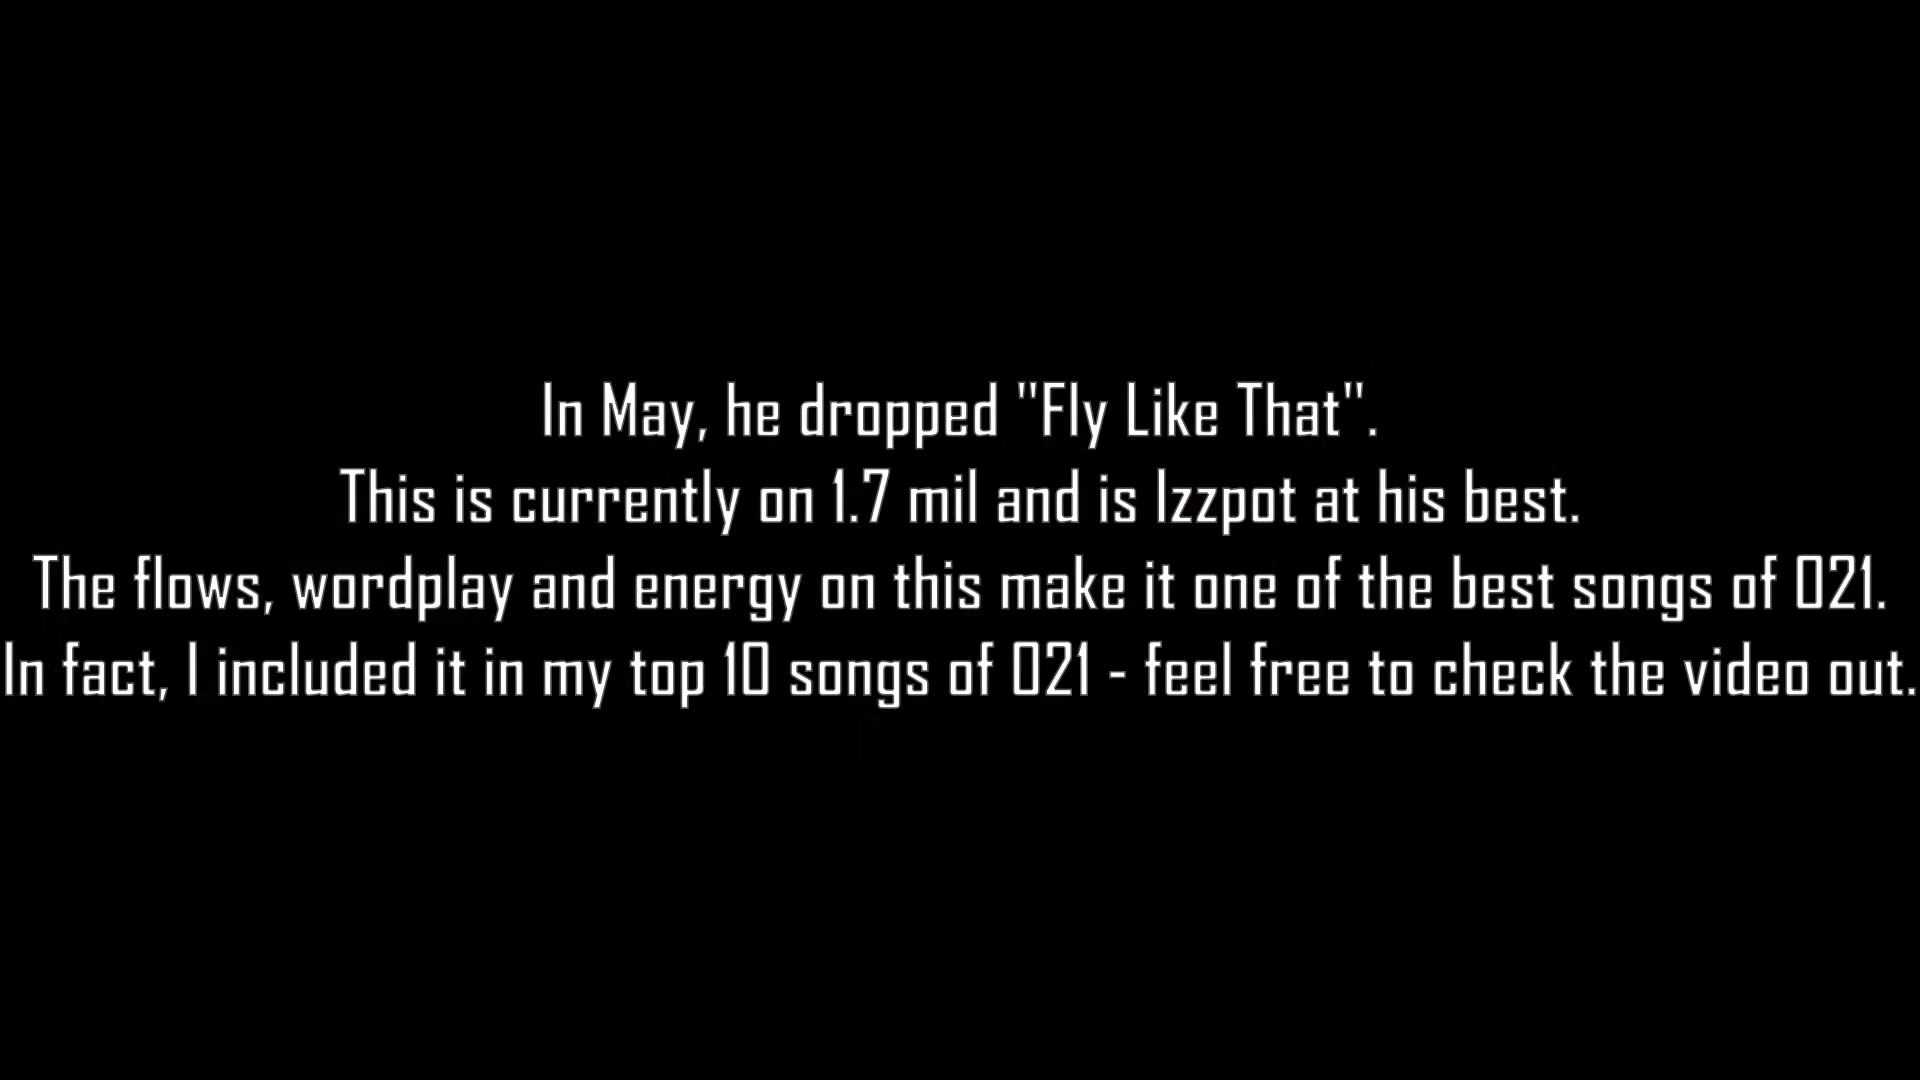 In May, he dropped "Fly Like That".
This is currently on 1.7 mil and is Izzpot at his best.
The flows, wordplay and energy on this make it one of the best songs of 021.
In fact, I included it in my top 10 songs of 021 - feel free to check the video out.